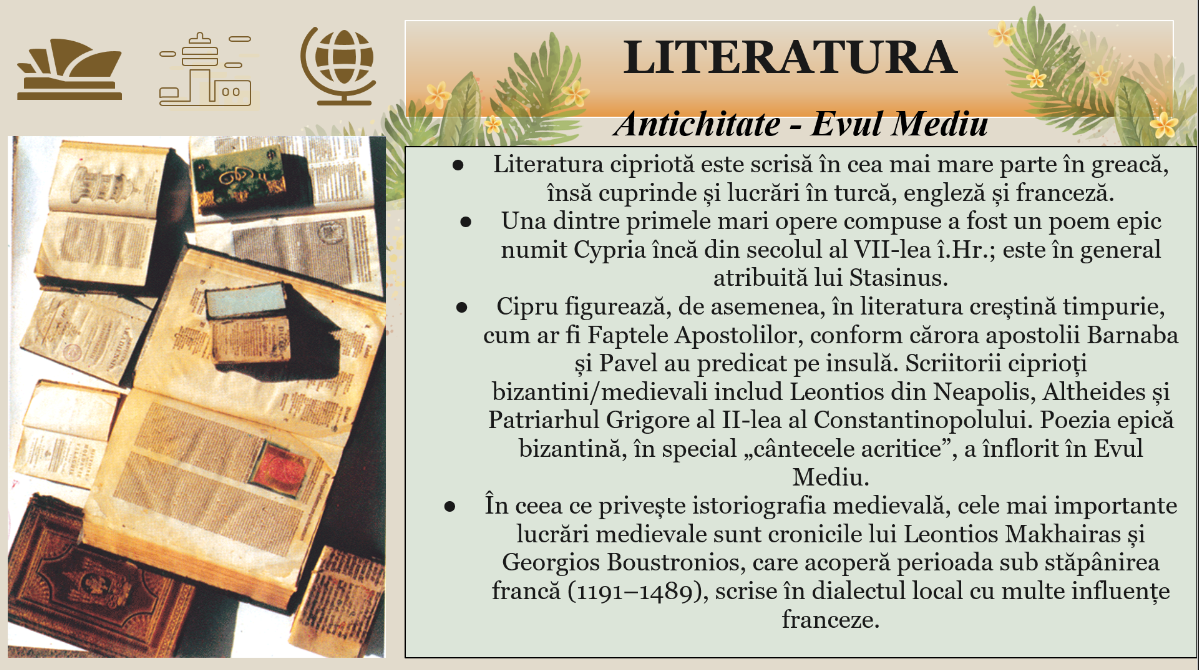 LITERATURA
Antichitate - Evul Mediu
● Literatura cipriotă este scrisă în cea mai mare parte în greacă,
însă cuprinde și lucrări în turcă, engleză și franceză.
● Una dintre primele mari opere compuse a fost un poem epic
numit Cypria încă din secolul al VII-lea î.Hr.; este în general
atribuită lui Stasinus.
● Cipru figurează, de asemenea, în literatura creștină timpurie,
cum ar fi Faptele Apostolilor, conform cărora apostolii Barnaba
și Pavel au predicat pe insulă. Scriitorii ciprioți
bizantini/medievali includ Leontios din Neapolis, Altheides și
Patriarhul Grigore al II-lea al Constantinopolului. Poezia epică
bizantină, în special „cântecele acritice”, a înflorit în Evul
Mediu.
● În ceea ce privește istoriografia medievală, cele mai importante
lucrări medievale sunt cronicile lui Leontios Makhairas și
Georgios Boustronios, care acoperă perioada sub stăpânirea
francă (1191–1489), scrise în dialectul local cu multe influențe
franceze.